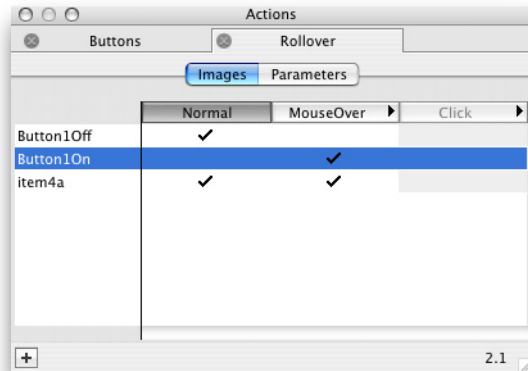 Actions
Buttons Rollover
Images Parameters
Normal MouseOver Click
Button1Off
Button1On
item4a
2.1